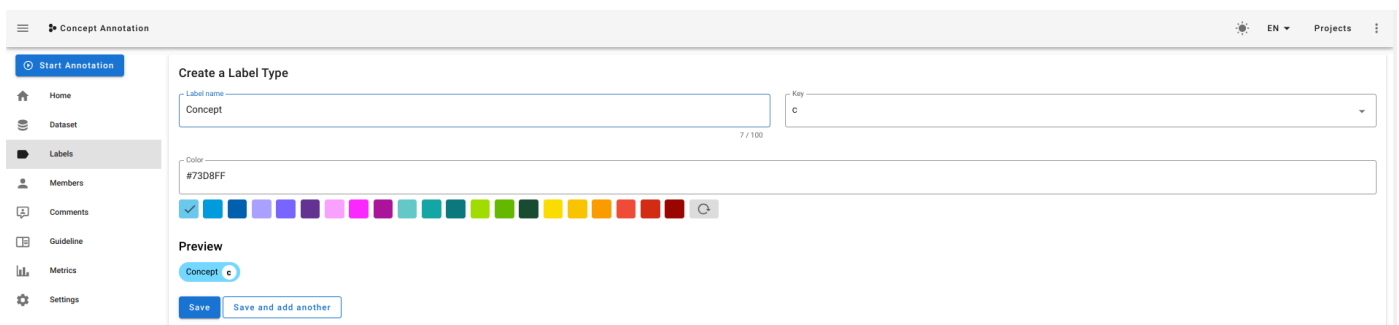 Concept Annotation
EN
Projects
Start Annotation
Home
Dataset
Labels
Members
Comments
Guideline
Metrics
Settings
Create a Label Type
Label name
Concept
7 / 100
Key
c
Color
#73D8FF
Preview
Concept c
Save
Save and add another